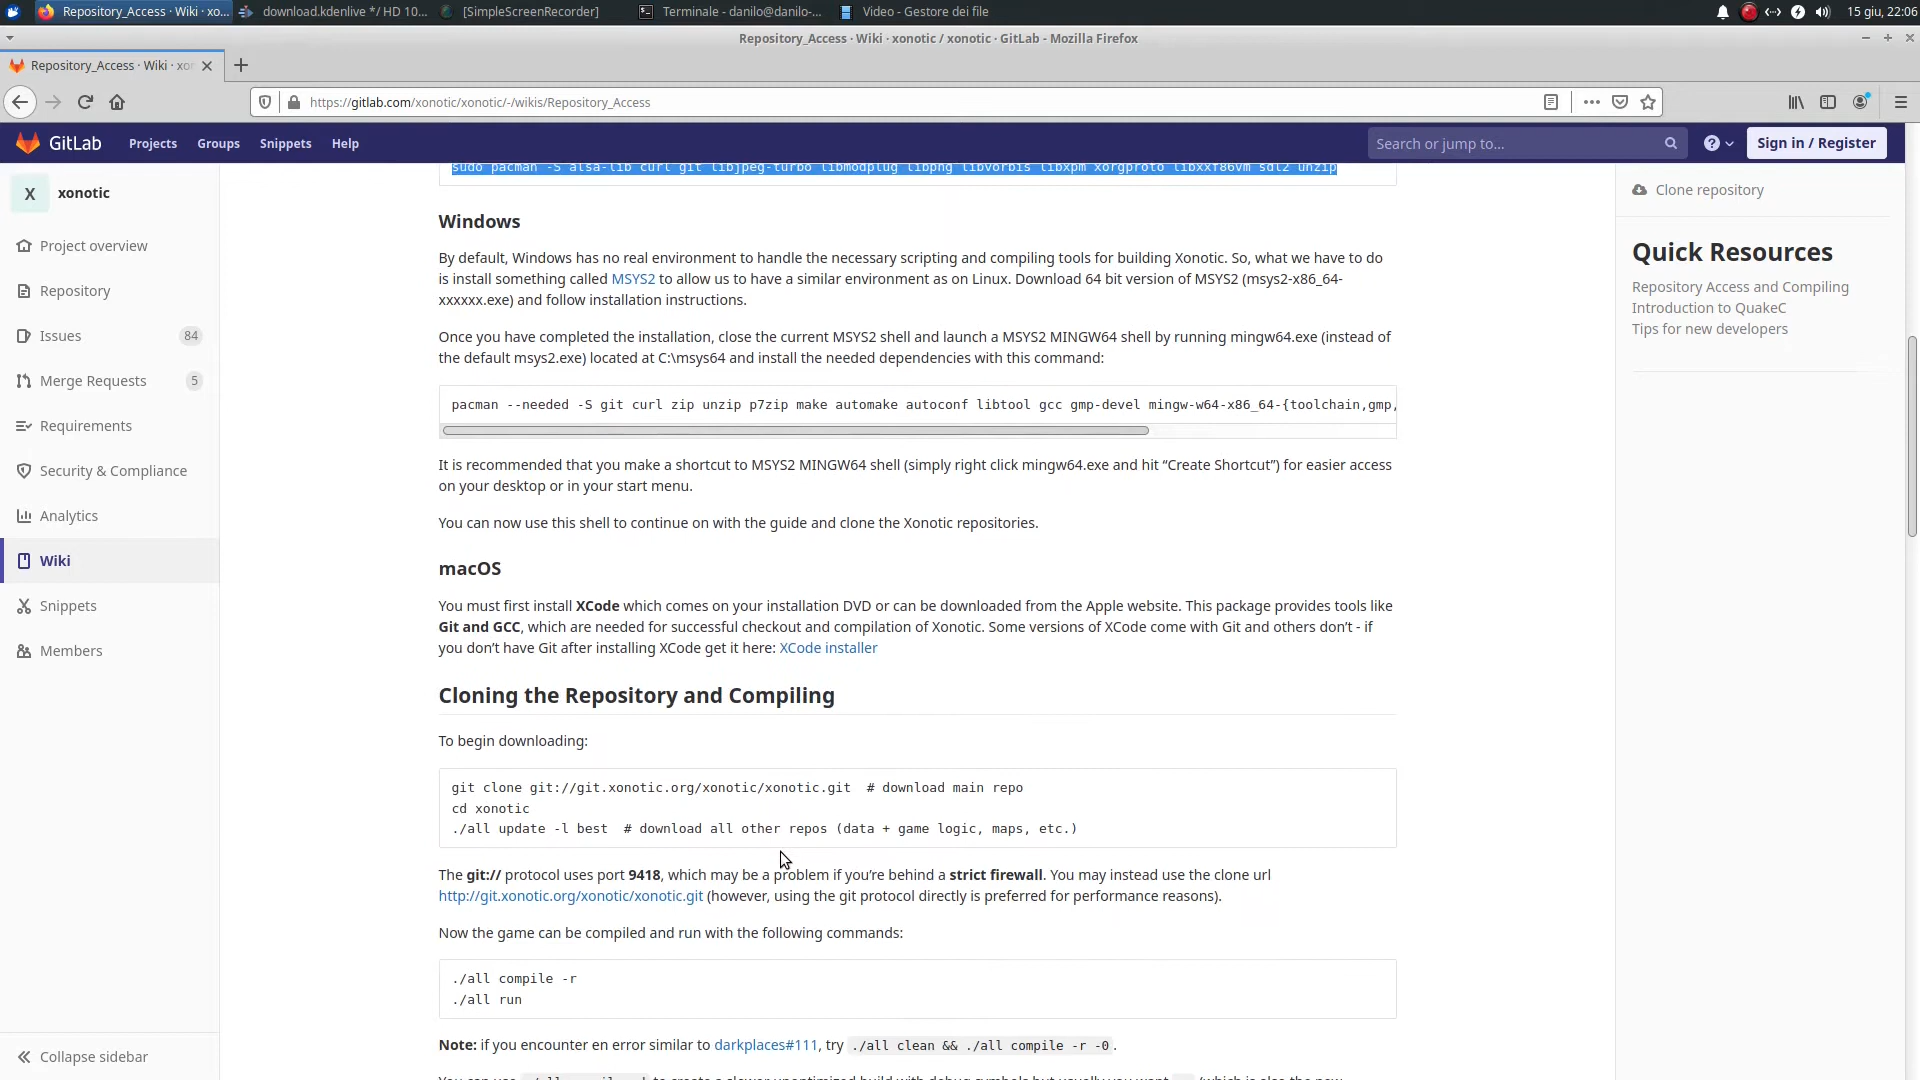 Repository_Access · Wiki · xo...
download.kdenlive */ HD 10...
[SimpleScreenRecorder]
Terminale - danilo@danilo-...
Video - Gestore dei file
15 giu, 22:06
Repository_Access · Wiki · xonotic / xonotic · GitLab - Mozilla Firefox
Repository_Access · Wiki · xon
https://gitlab.com/xonotic/xonotic/-/wikis/Repository_Access
GitLab
Projects
Groups
Snippets
Help
Search or jump to...
Sign in / Register
X
xonotic
Project overview
Repository
Issues
84
Merge Requests
5
Requirements
Security & Compliance
Analytics
Wiki
Snippets
Members
Collapse sidebar
sudo pacman -S alsa-lib curl git libjpeg-turbo libmodplug libpng libvorbis libxpm xorgproto libxxf86vm sdl2 unzip
Windows
By default, Windows has no real environment to handle the necessary scripting and compiling tools for building Xonotic. So, what we have to do
is install something called MSYS2 to allow us to have a similar environment as on Linux. Download 64 bit version of MSYS2 (msys2-x86_64-
xxxxxx.exe) and follow installation instructions.
Once you have completed the installation, close the current MSYS2 shell and launch a MSYS2 MINGW64 shell by running mingw64.exe (instead of
the default msys2.exe) located at C:\msys64 and install the needed dependencies with this command:
pacman --needed -S git curl zip unzip p7zip make automake autoconf libtool gcc gmp-devel mingw-w64-x86_64-{toolchain,gmp,
It is recommended that you make a shortcut to MSYS2 MINGW64 shell (simply right click mingw64.exe and hit “Create Shortcut”) for easier access
on your desktop or in your start menu.
You can now use this shell to continue on with the guide and clone the Xonotic repositories.
macOS
You must first install XCode which comes on your installation DVD or can be downloaded from the Apple website. This package provides tools like
Git and GCC, which are needed for successful checkout and compilation of Xonotic. Some versions of XCode come with Git and others don’t - if
you don’t have Git after installing XCode get it here: XCode installer
Cloning the Repository and Compiling
To begin downloading:
git clone git://git.xonotic.org/xonotic/xonotic.git  # download main repo
cd xonotic
./all update -l best  # download all other repos (data + game logic, maps, etc.)
The git:// protocol uses port 9418, which may be a problem if you’re behind a strict firewall. You may instead use the clone url
http://git.xonotic.org/xonotic/xonotic.git (however, using the git protocol directly is preferred for performance reasons).
Now the game can be compiled and run with the following commands:
./all compile -r
./all run
Note: if you encounter en error similar to darkplaces#111, try ./all clean && ./all compile -r -0.
Clone repository
Quick Resources
Repository Access and Compiling
Introduction to QuakeC
Tips for new developers